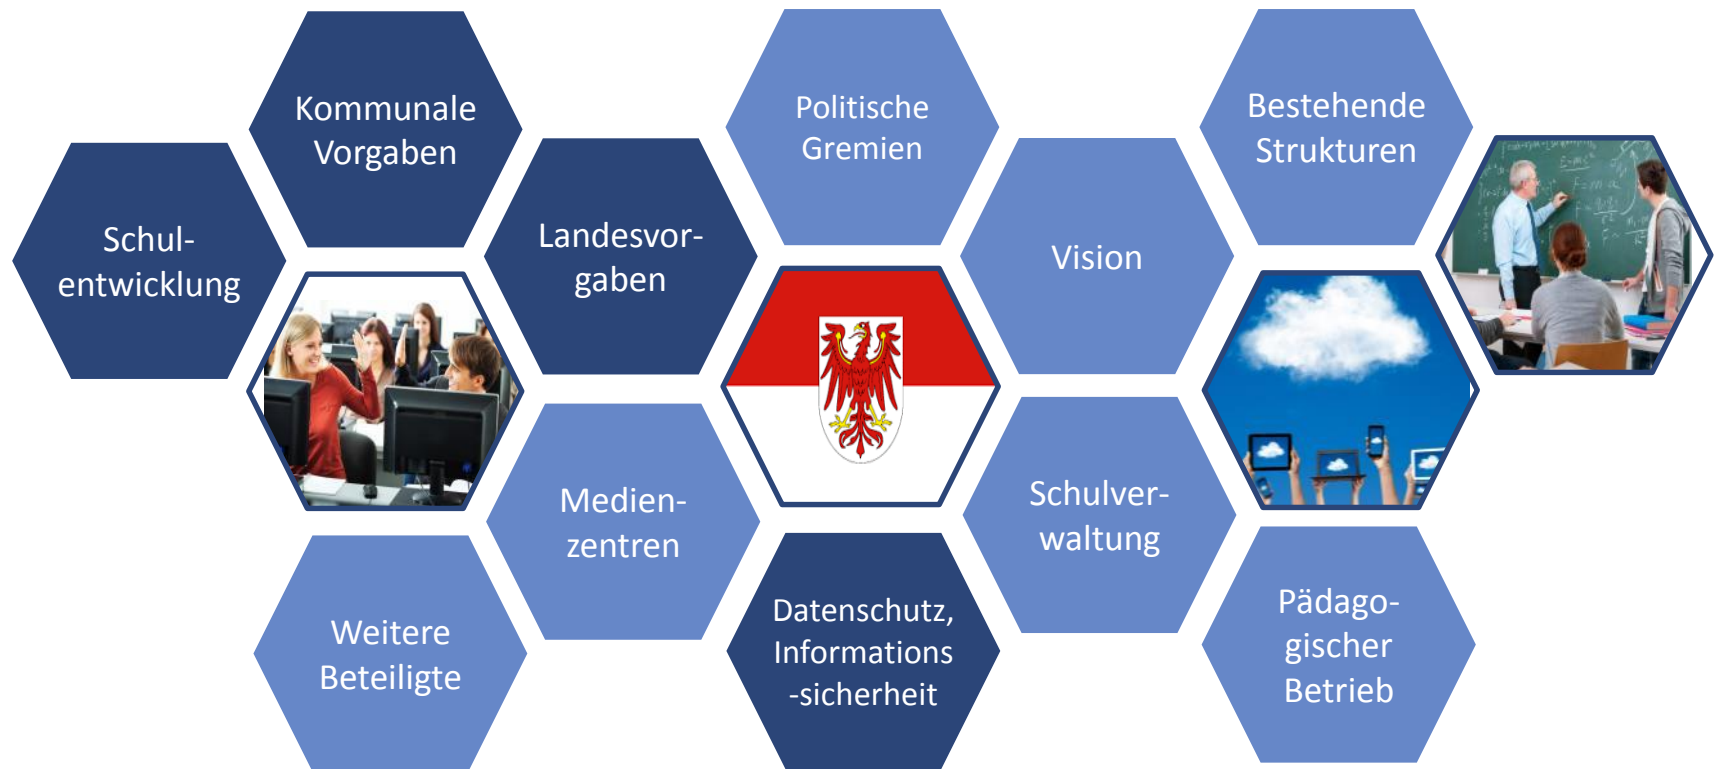 Kommunale
Vorgaben
Politische
Gremien
Bestehende
Strukturen
Schul-
entwicklung
Landesvor-
gaben
Vision
Medien-
zentren
Schulver-
waltung
Weitere
Beteiligte
Datenschutz,
Informations
-sicherheit
Pädago-
gischer
Betrieb